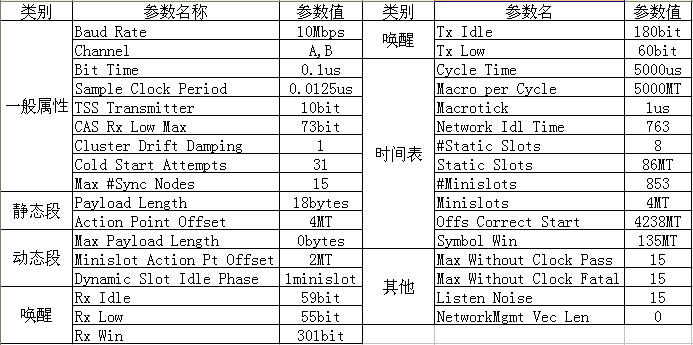 类别 参数名称 参数值 类别 参数名 参数值
一般属性 Baud Rate 10Mbps 唤醒 Tx Idle 180bit
Channel A,B Tx Low 60bit
Bit Time 0.1us 时间表 Cycle Time 5000us
Sample Clock Period 0.0125us Macro per Cycle 5000MT
TSS Transmitter 10bit Macrotick 1us
CAS Rx Low Max 73bit Network Idl Time 763
Cluster Drift Damping 1 #Static Slots 8
Cold Start Attempts 31 Static Slots 86MT
Max #Sync Nodes 15 #Minislots 853
静态段 Payload Length 18bytes Minislots 4MT
Action Point Offset 4MT Offs Correct Start 4238MT
动态段 Max Payload Length 0bytes Symbol Win 135MT
Minislot Action Pt Offset 2MT 其他 Max Without Clock Pass 15
Dynamic Slot Idle Phase 1minislot Max Without Clock Fatal 15
唤醒 Rx Idle 59bit Listen Noise 15
Rx Low 55bit NetworkMgmt Vec Len 0
Rx Win 301bit